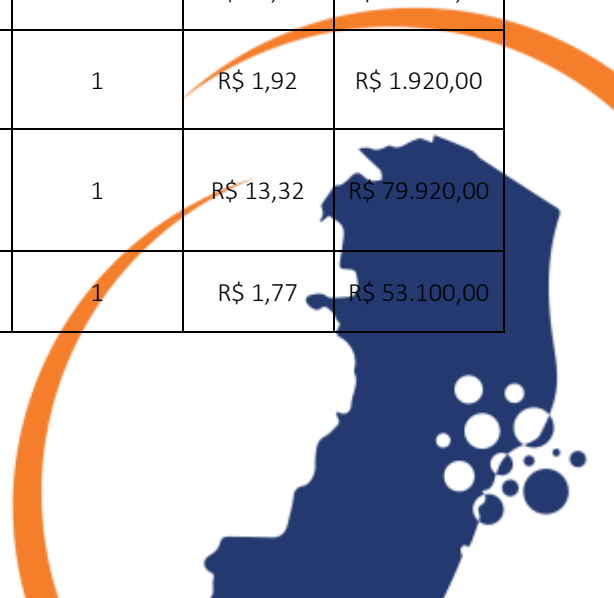 1 R$ 1,92 R$ 1.920,00
1 R$ 13,32 R$ 79.920,00
1 R$ 1,77 R$ 53.100,00